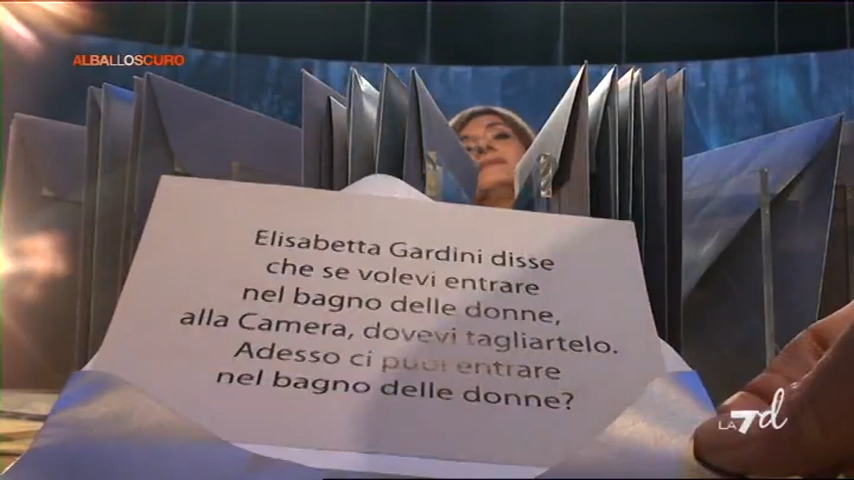 ALBALLOSCURO
Elisabetta Gardini disse
che se volevi entrare
nel bagno delle donne,
alla Camera, dovevi tagliartelo.
Adesso ci puoi entrare
nel bagno delle donne?
LA7d